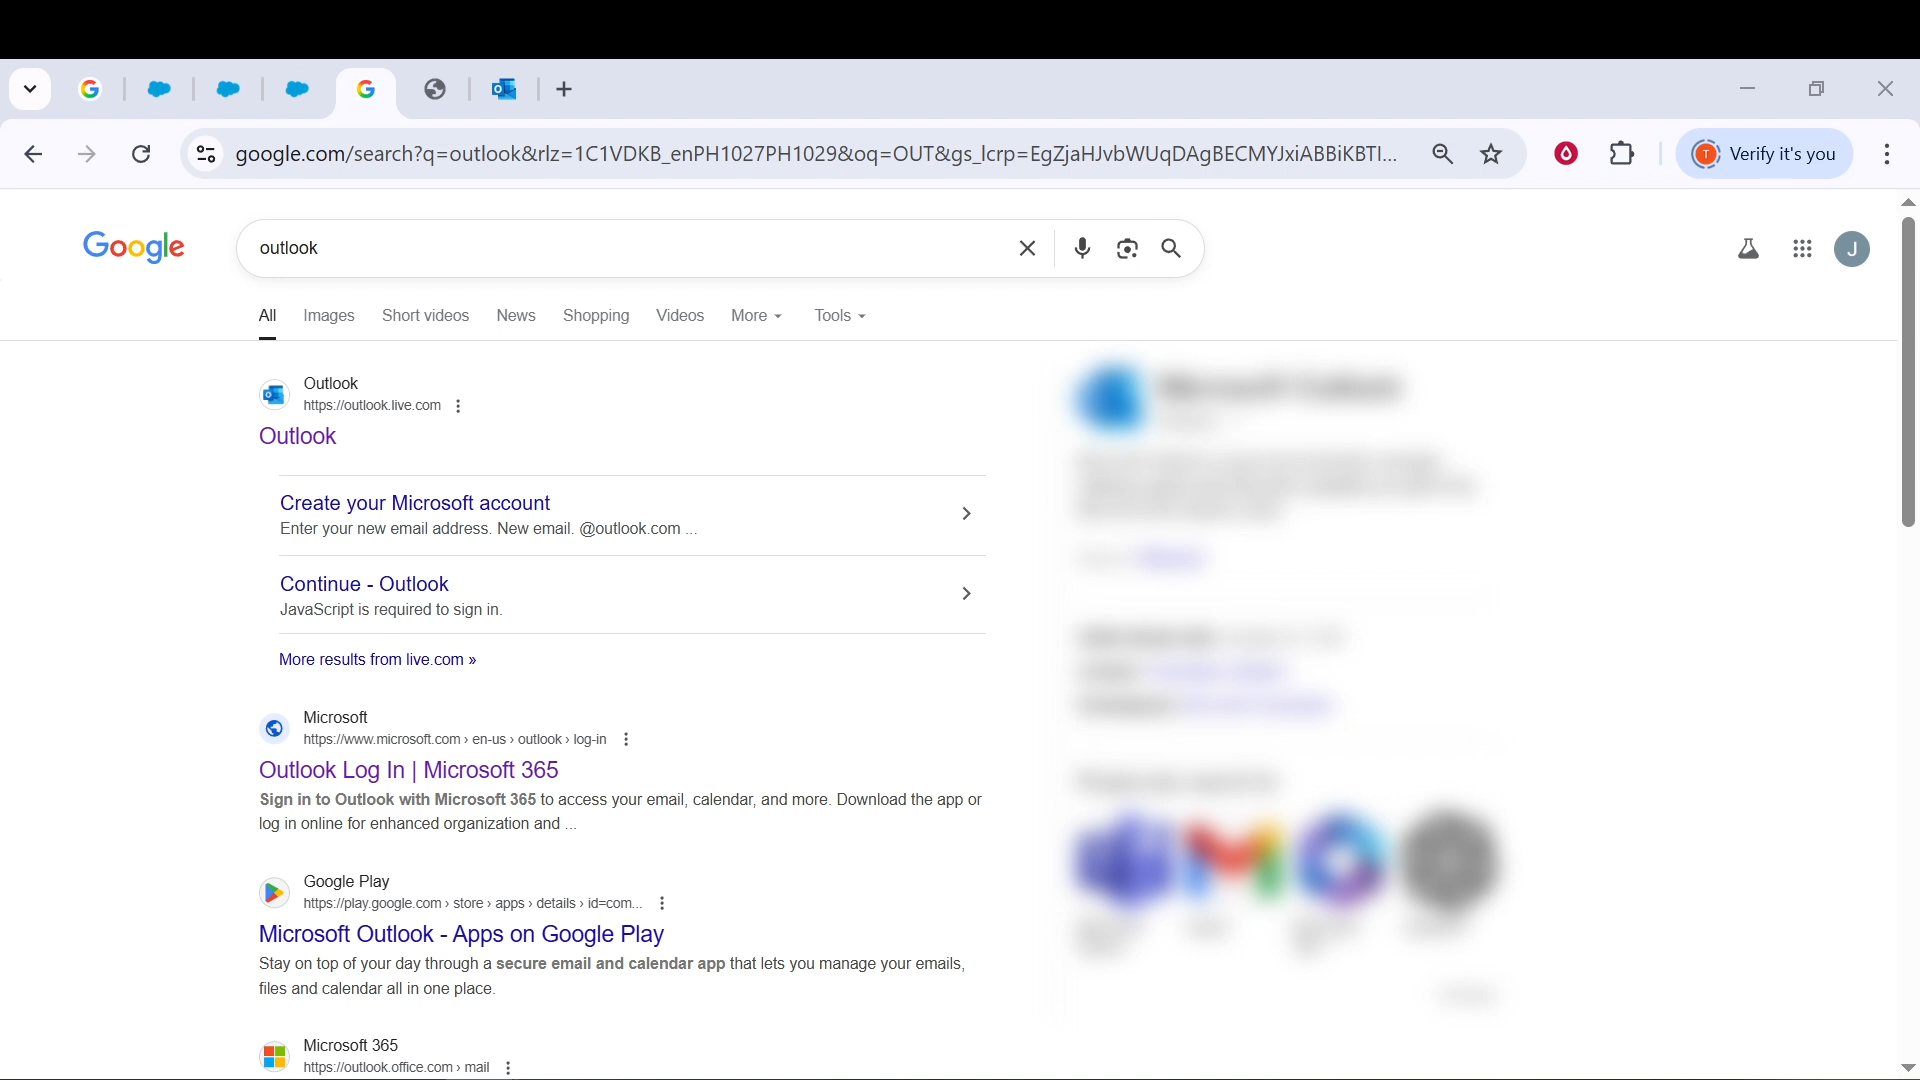 google.com/search?q=outlook&rlz=1C1VDKB_enPH1027PH1029&oq=OUT&gs_lcrp=EgZjaHJvbWUqDAgBECMYJxiABBiKBTI...
T Verify it's you
Google
outlook
J
All Images Short videos News Shopping Videos More Tools
Outlook
https://outlook.live.com
Outlook
Create your Microsoft account
Enter your new email address. New email. @outlook.com ...
Continue - Outlook
JavaScript is required to sign in.
More results from live.com »
Microsoft
https://www.microsoft.com › en-us › outlook › log-in
Outlook Log In | Microsoft 365
Sign in to Outlook with Microsoft 365 to access your email, calendar, and more. Download the app or
log in online for enhanced organization and ...
Google Play
https://play.google.com › store › apps › details › id=com...
Microsoft Outlook - Apps on Google Play
Stay on top of your day through a secure email and calendar app that lets you manage your emails,
files and calendar all in one place.
Microsoft 365
https://outlook.office.com › mail